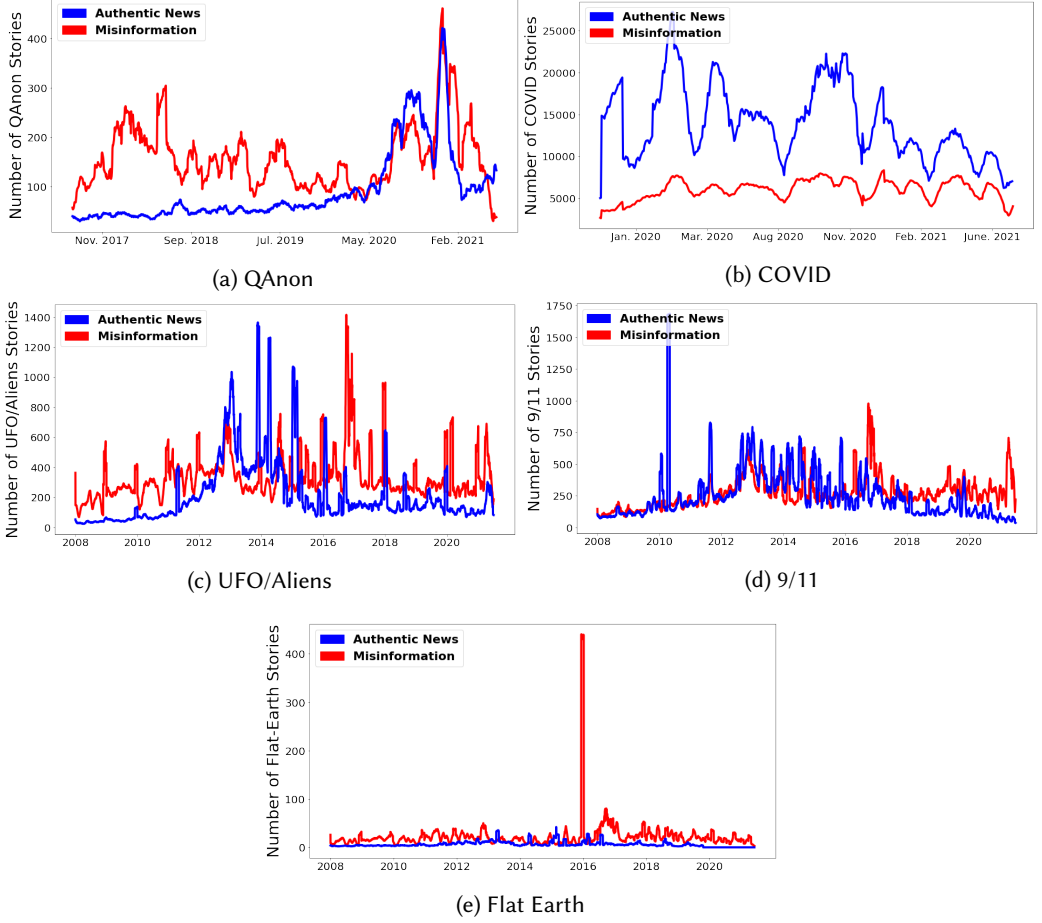 Number of QAnon Stories
Authentic News
Misinformation
400
300
200
100
Nov. 2017
Sep. 2018
Jul. 2019
May. 2020
Feb. 2021
(a) QAnon
Number of COVID Stories
Authentic News
Misinformation
25000
20000
15000
10000
5000
Jan. 2020
Mar. 2020
Aug. 2020
Nov. 2020
Feb. 2021
June. 2021
(b) COVID
Number of UFO/Aliens Stories
Authentic News
Misinformation
1400
1200
1000
800
600
400
200
0
2008
2010
2012
2014
2016
2018
2020
(c) UFO/Aliens
Number of 9/11 Stories
Authentic News
Misinformation
1750
1500
1250
1000
750
500
250
0
2008
2010
2012
2014
2016
2018
2020
(d) 9/11
Number of Flat-Earth Stories
Authentic News
Misinformation
400
300
200
100
0
2008
2010
2012
2014
2016
2018
2020
(e) Flat Earth